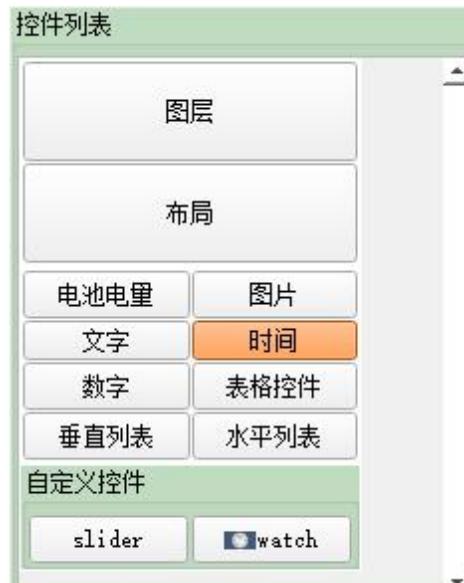 控件列表
图层
布局
电池电量 图片
文字 时间
数字 表格控件
垂直列表 水平列表
自定义控件
slider watch